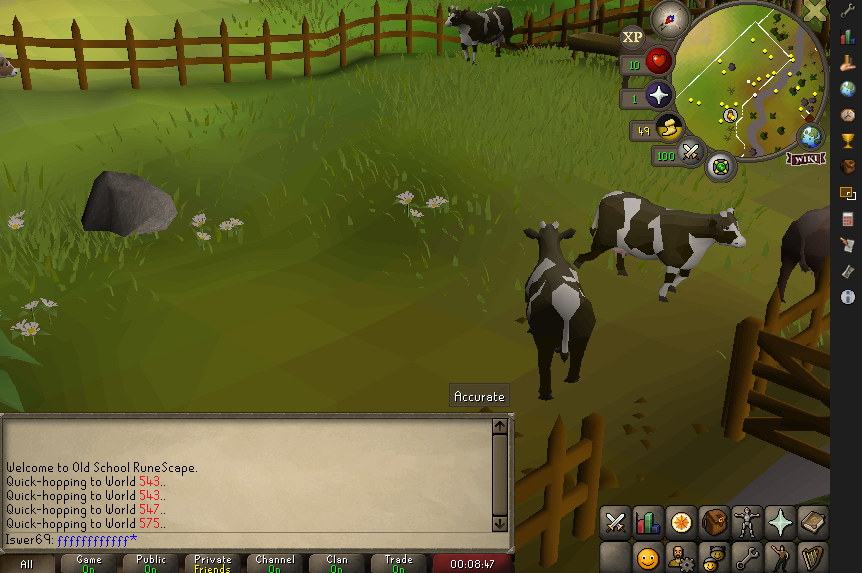 XP
10
1
49
100
WIKI
Accurate
Welcome to Old School RuneScape.
Quick-hopping to World 543..
Quick-hopping to World 543..
Quick-hopping to World 547..
Quick-hopping to World 575..
Iswer69: ffffffffffff*
All
Game
On
Public
On
Private
Friends
Channel
On
Clan
On
Trade
On
00:08:47